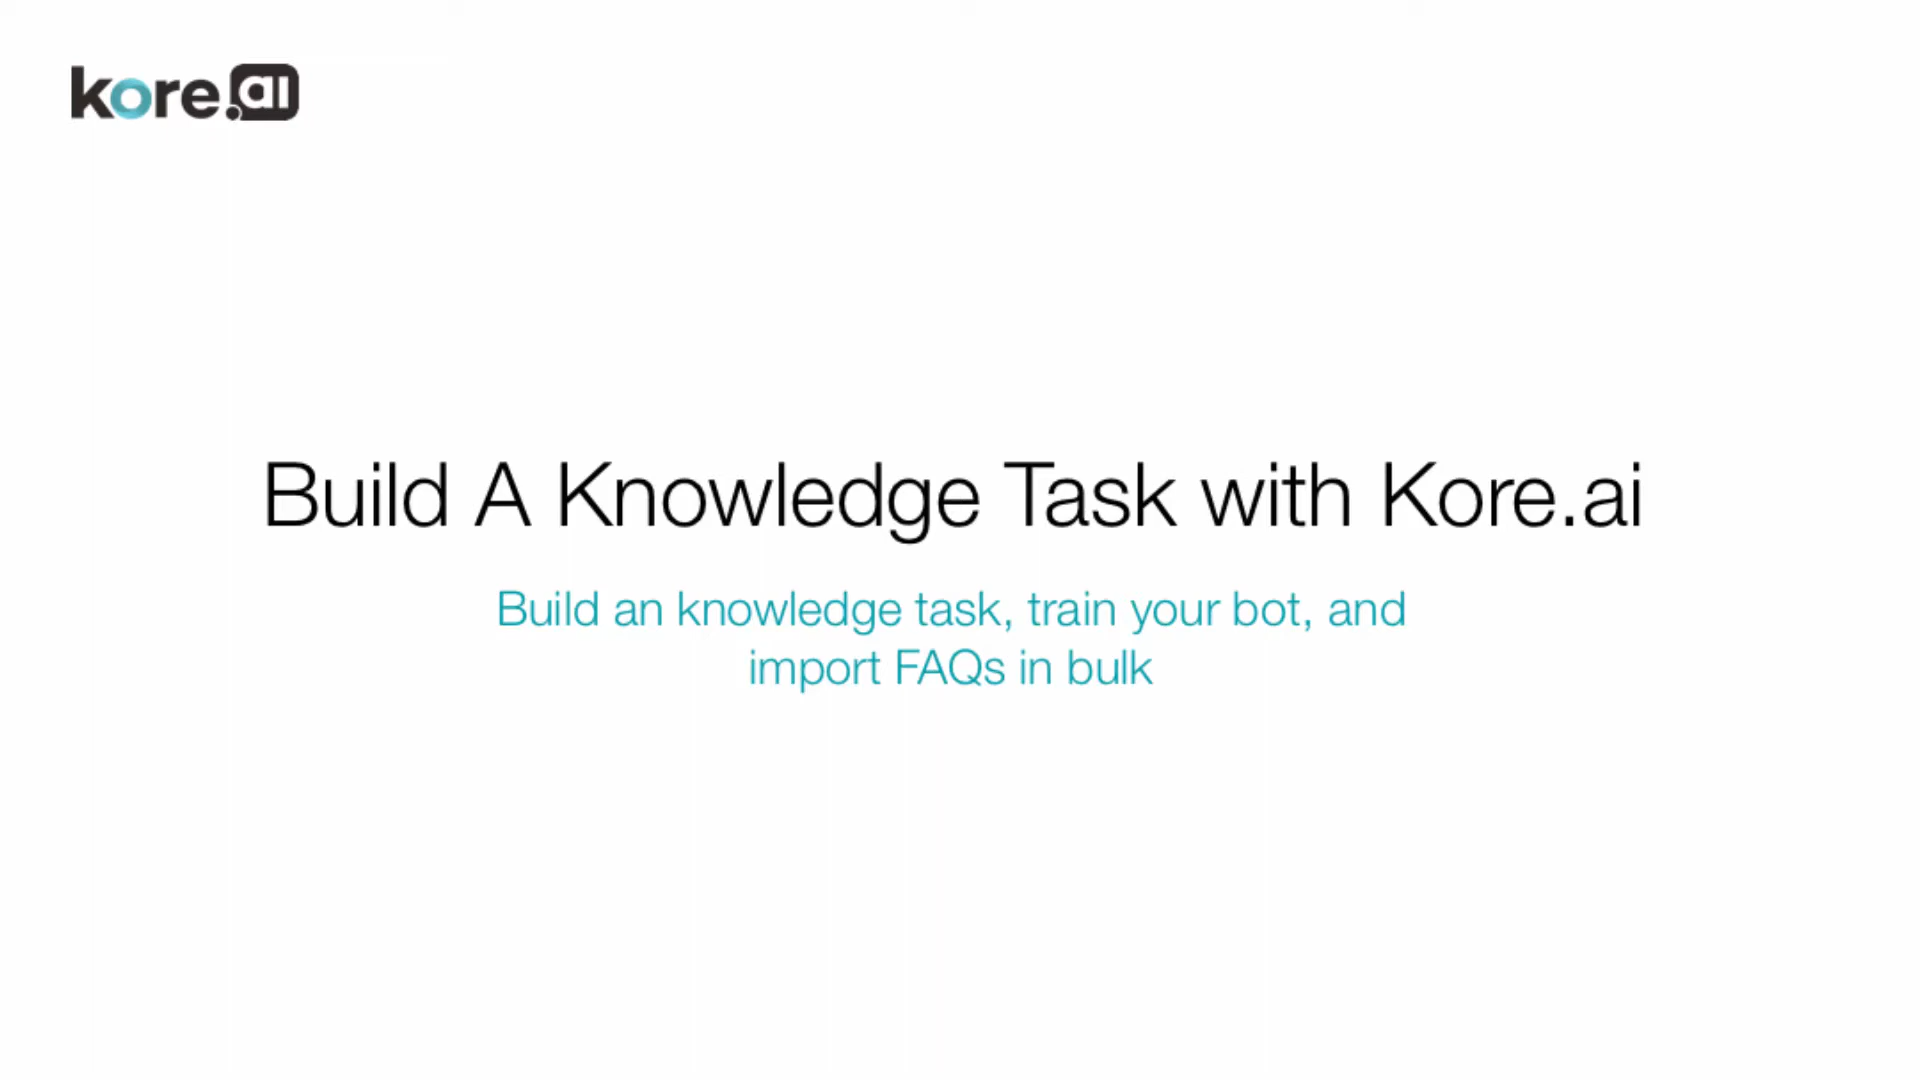 kore.ai
Build A Knowledge Task with Kore.ai
Build an knowledge task, train your bot, and
import FAQs in bulk